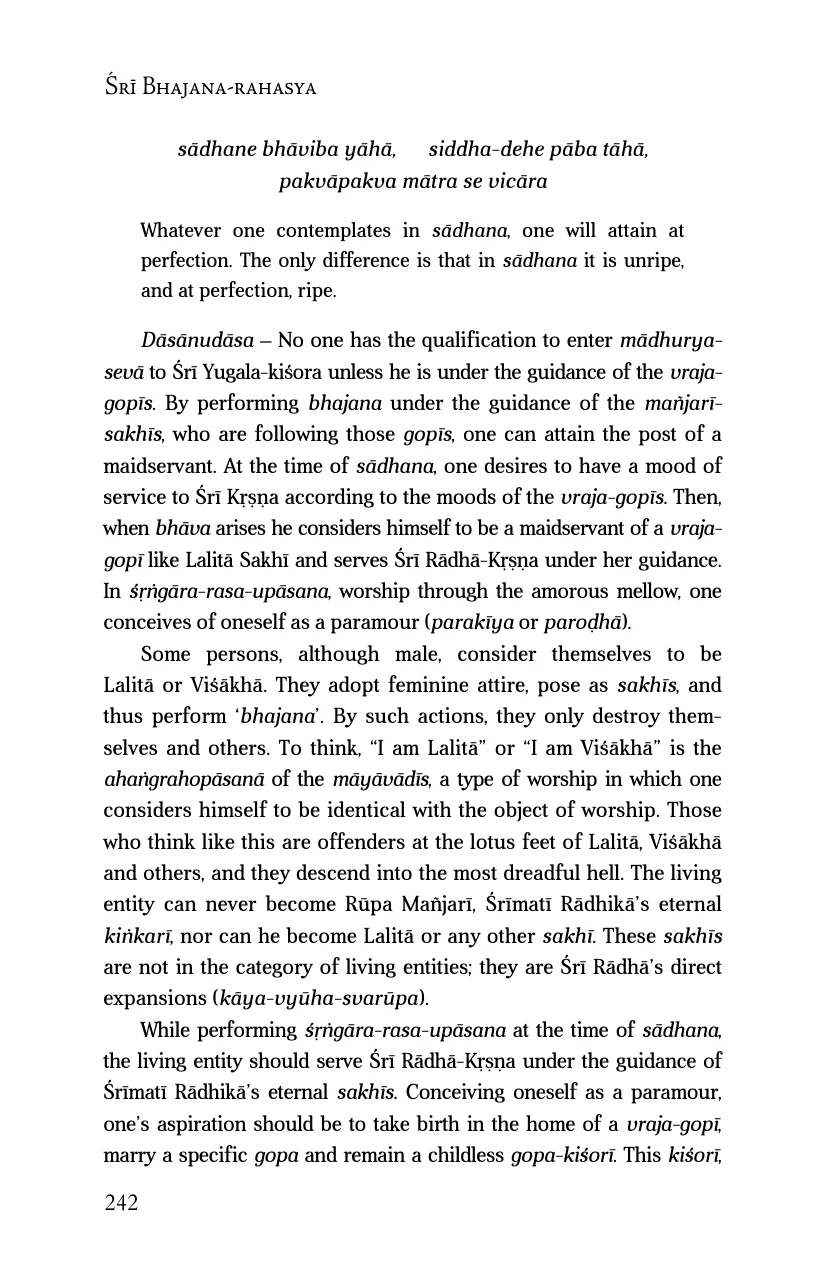 Śrī Bhajana-rahasya
sādhane bhāviba yāhā, siddha-dehe pāba tāhā,
pakvāpakva mātra se vicāra
Whatever one contemplates in sādhana, one will attain at
perfection. The only difference is that in sādhana it is unripe,
and at perfection, ripe.
Dāsānudāsa – No one has the qualification to enter mādhurya-
sevā to Śrī Yugala-kiśora unless he is under the guidance of the vraja-
gopīs. By performing bhajana under the guidance of the mañjarī-
sakhīs, who are following those gopīs, one can attain the post of a
maidservant. At the time of sādhana, one desires to have a mood of
service to Śrī Kṛṣṇa according to the moods of the vraja-gopīs. Then,
when bhāva arises he considers himself to be a maidservant of a vraja-
gopī like Lalitā Sakhī and serves Śrī Rādhā-Kṛṣṇa under her guidance.
In śṛṅgāra-rasa-upāsana, worship through the amorous mellow, one
conceives of oneself as a paramour (parakīya or paroḍhā).
Some persons, although male, consider themselves to be
Lalitā or Viśākhā. They adopt feminine attire, pose as sakhīs, and
thus perform ‘bhajana’. By such actions, they only destroy them-
selves and others. To think, “I am Lalitā” or “I am Viśākhā” is the
ahaṅgrahopāsanā of the māyāvādīs, a type of worship in which one
considers himself to be identical with the object of worship. Those
who think like this are offenders at the lotus feet of Lalitā, Viśākhā
and others, and they descend into the most dreadful hell. The living
entity can never become Rūpa Mañjarī, Śrīmatī Rādhikā’s eternal
kiṅkarī, nor can he become Lalitā or any other sakhī. These sakhīs
are not in the category of living entities; they are Śrī Rādhā’s direct
expansions (kāya-vyūha-svarūpa).
While performing śṛṅgāra-rasa-upāsana at the time of sādhana,
the living entity should serve Śrī Rādhā-Kṛṣṇa under the guidance of
Śrīmatī Rādhikā’s eternal sakhīs. Conceiving oneself as a paramour,
one’s aspiration should be to take birth in the home of a vraja-gopī,
marry a specific gopa and remain a childless gopa-kiśorī. This kiśorī,
242